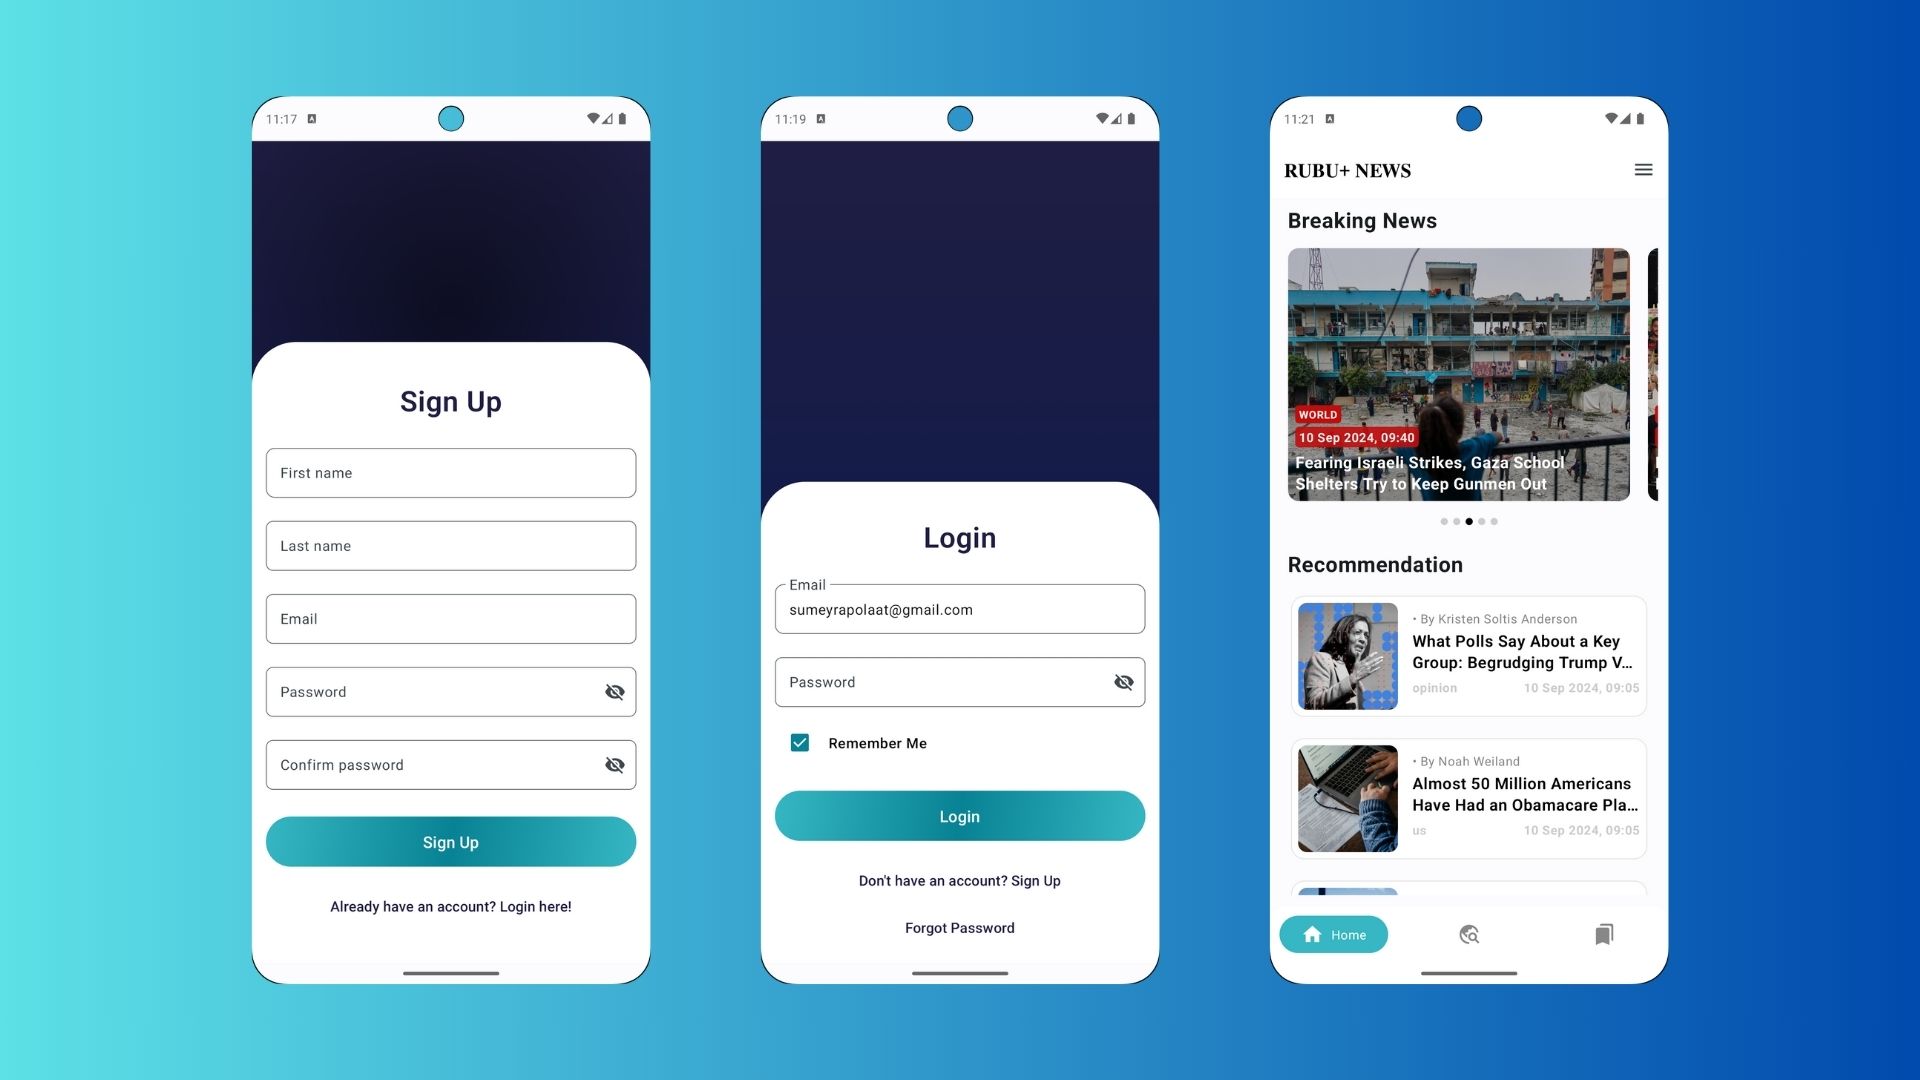 11:17
Sign Up
First name
Last name
Email
Password
Confirm password
Sign Up
Already have an account? Login here!
11:19
Login
Email
sumeyrapolaat@gmail.com
Password
Remember Me
Login
Don't have an account? Sign Up
Forgot Password
11:21
RUBU+ NEWS
Breaking News
WORLD
10 Sep 2024, 09:40
Fearing Israeli Strikes, Gaza School
Shelters Try to Keep Gunmen Out
Recommendation
• By Kristen Soltis Anderson
What Polls Say About a Key
Group: Begrudging Trump V...
opinion 10 Sep 2024, 09:05
• By Noah Weiland
Almost 50 Million Americans
Have Had an Obamacare Pla...
us 10 Sep 2024, 09:05
Home